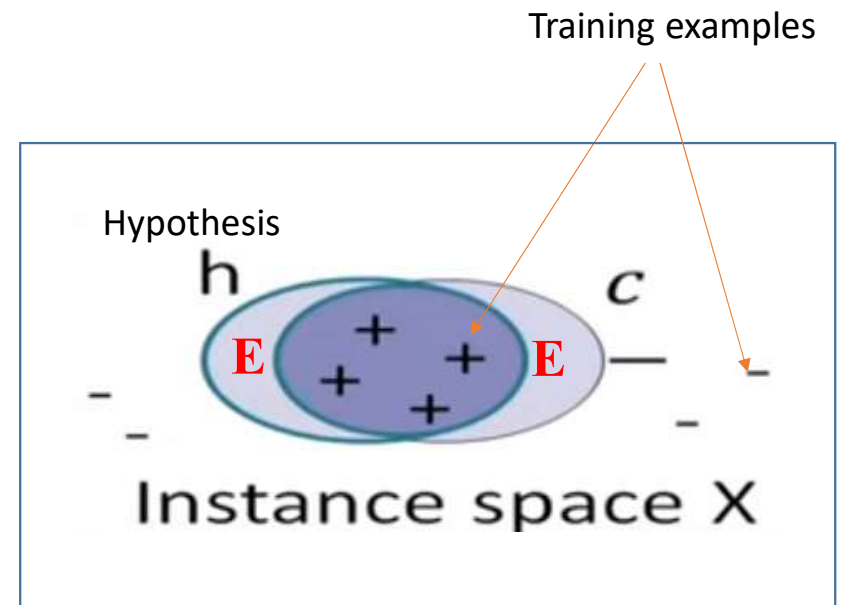 Training examples
Hypothesis
h
c
+
E
+
E
—
-
+
-
+
-
-
Instance space X